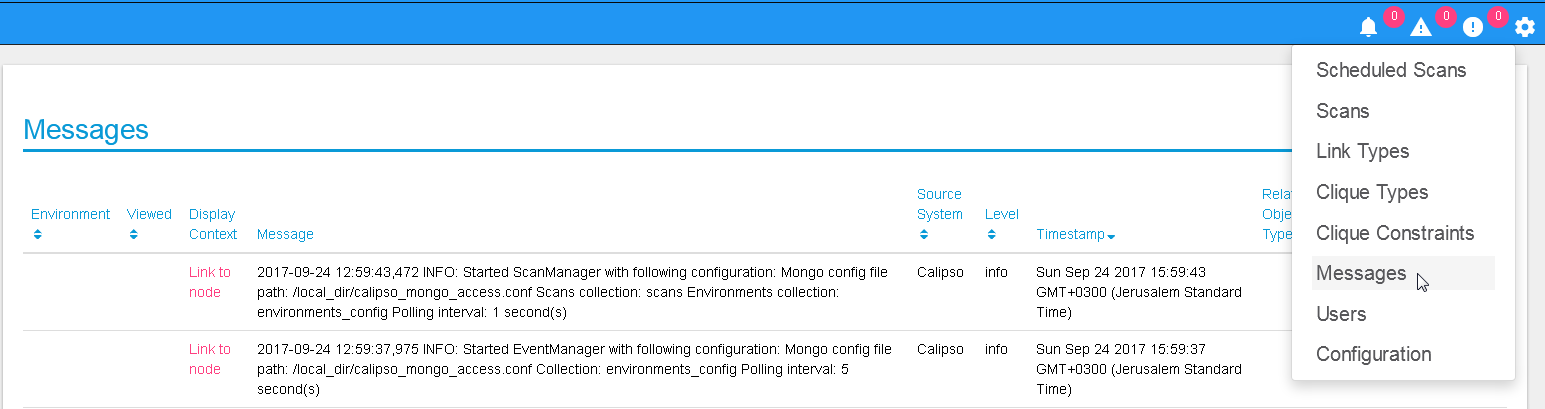 0 0 0
Scheduled Scans
Scans
Link Types
Clique Types
Clique Constraints
Messages
Users
Configuration
Messages
Environment Viewed Display Context Message Source System Level Timestamp
Link to node
2017-09-24 12:59:43,472 INFO: Started ScanManager with following configuration: Mongo config file
path: /local_dir/calipso_mongo_access.conf Scans collection: scans Environments collection:
environments_config Polling interval: 1 second(s)
Calipso
info
Sun Sep 24 2017 15:59:43
GMT+0300 (Jerusalem Standard
Time)
Link to node
2017-09-24 12:59:37,975 INFO: Started EventManager with following configuration: Mongo config file
path: /local_dir/calipso_mongo_access.conf Collection: environments_config Polling interval: 5
second(s)
Calipso
info
Sun Sep 24 2017 15:59:37
GMT+0300 (Jerusalem Standard
Time)